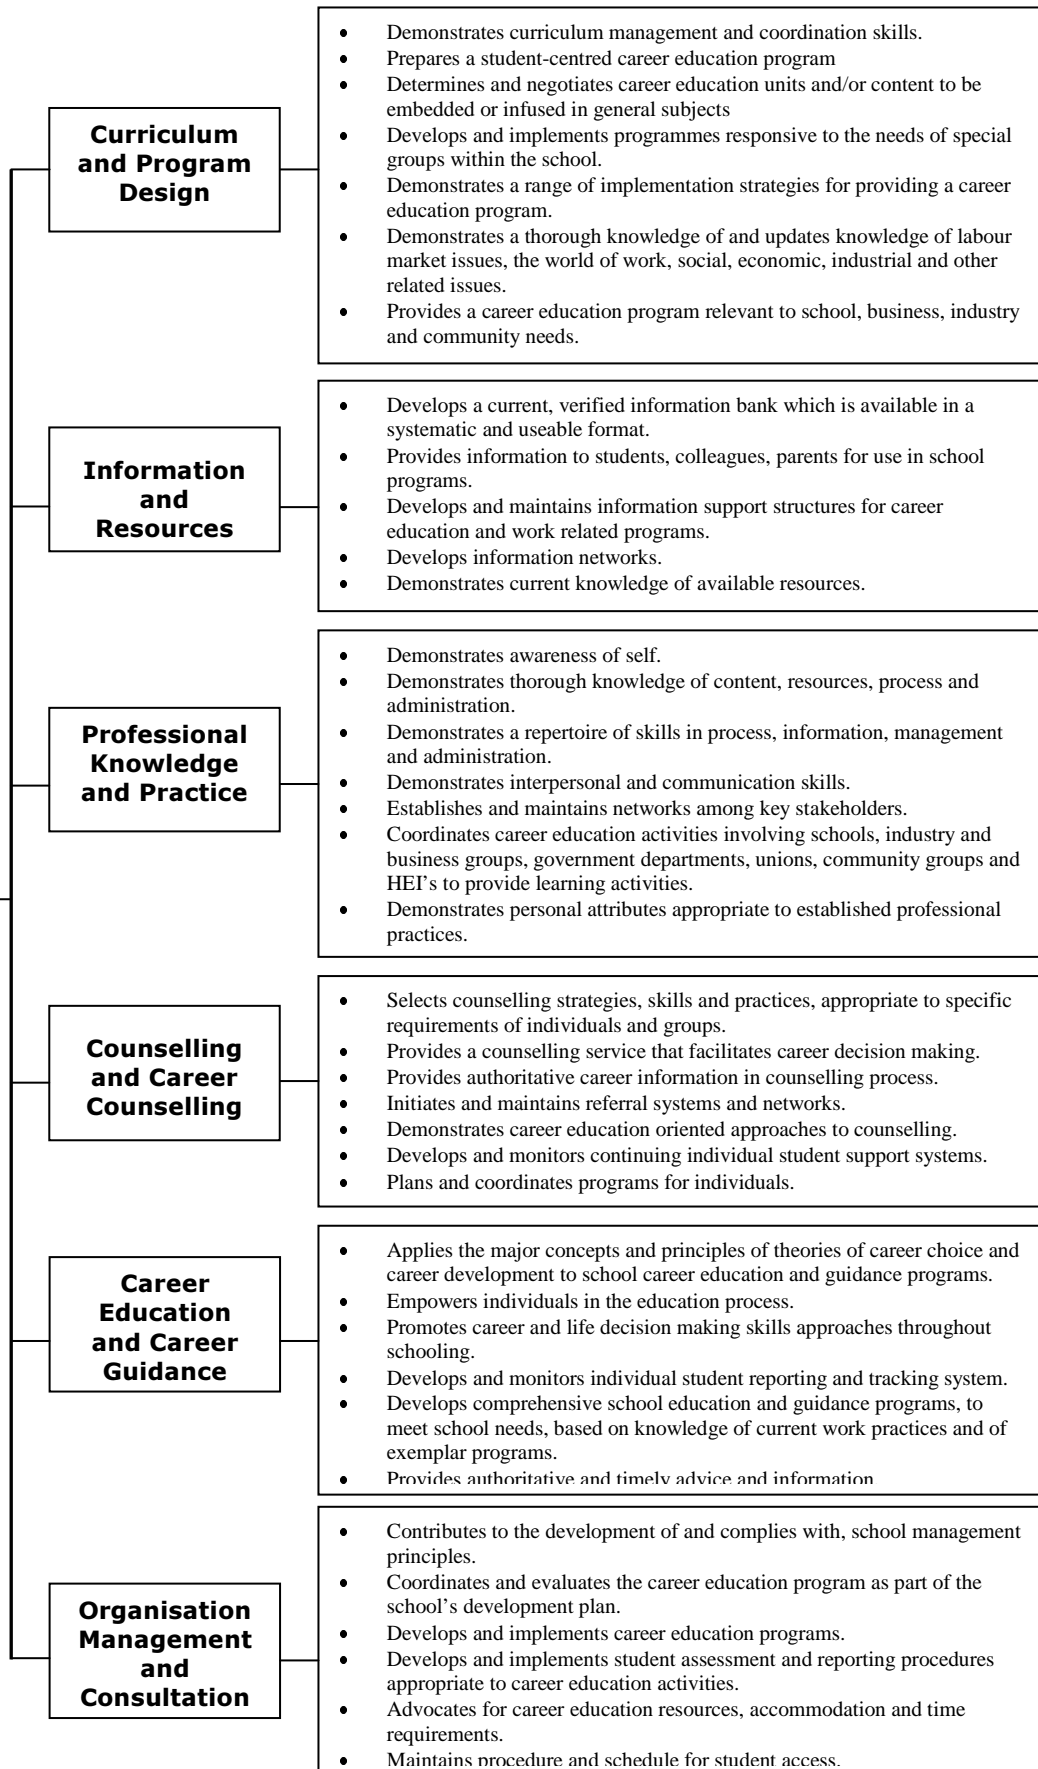 Curriculum
and Program
Design
• Demonstrates curriculum management and coordination skills.
• Prepares a student-centred career education program
• Determines and negotiates career education units and/or content to be
embedded or infused in general subjects
• Develops and implements programmes responsive to the needs of special
groups within the school.
• Demonstrates a range of implementation strategies for providing a career
education program.
• Demonstrates a thorough knowledge of and updates knowledge of labour
market issues, the world of work, social, economic, industrial and other
related issues.
• Provides a career education program relevant to school, business, industry
and community needs.
Information
and
Resources
• Develops a current, verified information bank which is available in a
systematic and useable format.
• Provides information to students, colleagues, parents for use in school
programs.
• Develops and maintains information support structures for career
education and work related programs.
• Develops information networks.
• Demonstrates current knowledge of available resources.
Professional
Knowledge
and Practice
• Demonstrates awareness of self.
• Demonstrates thorough knowledge of content, resources, process and
administration.
• Demonstrates a repertoire of skills in process, information, management
and administration.
• Demonstrates interpersonal and communication skills.
• Establishes and maintains networks among key stakeholders.
• Coordinates career education activities involving schools, industry and
business groups, government departments, unions, community groups and
HEI's to provide learning activities.
• Demonstrates personal attributes appropriate to established professional
practices.
Counselling
and Career
Counselling
• Selects counselling strategies, skills and practices, appropriate to specific
requirements of individuals and groups.
• Provides a counselling service that facilitates career decision making.
• Provides authoritative career information in counselling process.
• Initiates and maintains referral systems and networks.
• Demonstrates career education oriented approaches to counselling.
• Develops and monitors continuing individual student support systems.
• Plans and coordinates programs for individuals.
Career
Education
and Career
Guidance
• Applies the major concepts and principles of theories of career choice and
career development to school career education and guidance programs.
• Empowers individuals in the education process.
• Promotes career and life decision making skills approaches throughout
schooling.
• Develops and monitors individual student reporting and tracking system.
• Develops comprehensive school education and guidance programs, to
meet school needs, based on knowledge of current work practices and of
exemplar programs.
• Provides authoritative and timely advice and information
Organisation
Management
and
Consultation
• Contributes to the development of and complies with, school management
principles.
• Coordinates and evaluates the career education program as part of the
school's development plan.
• Develops and implements career education programs.
• Develops and implements student assessment and reporting procedures
appropriate to career education activities.
• Advocates for career education resources, accommodation and time
requirements.
• Maintains procedure and schedule for student access.